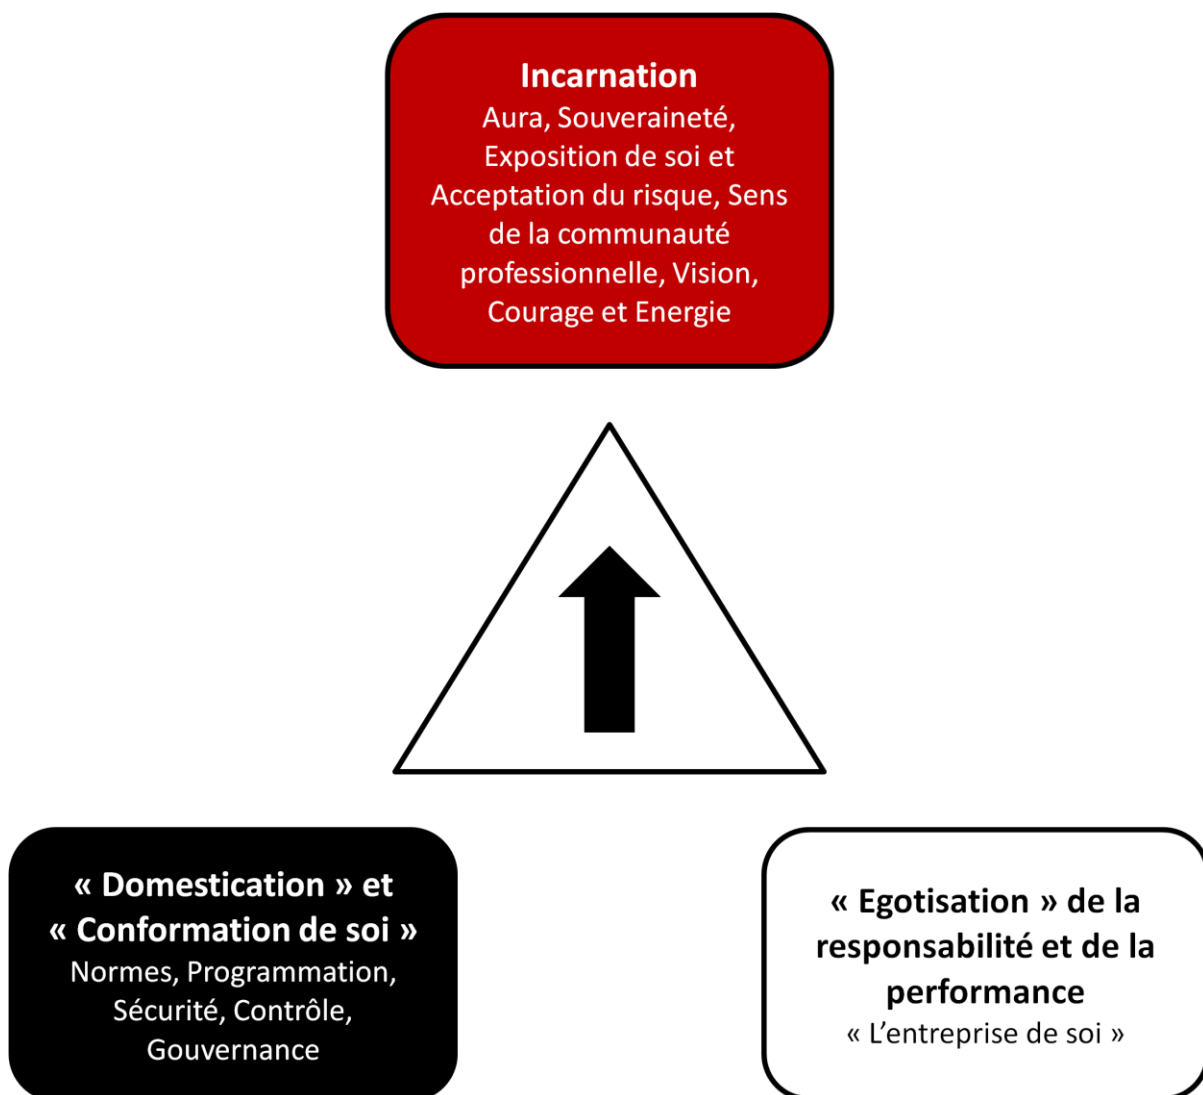 Incarnation
Aura, Souveraineté,
Exposition de soi et
Acceptation du risque, Sens
de la communauté
professionnelle, Vision,
Courage et Energie
« Domestication » et
« Conformation de soi »
Normes, Programmation,
Sécurité, Contrôle,
Gouvernance
« Egotisation » de la
responsabilité et de la
performance
« L’entreprise de soi »